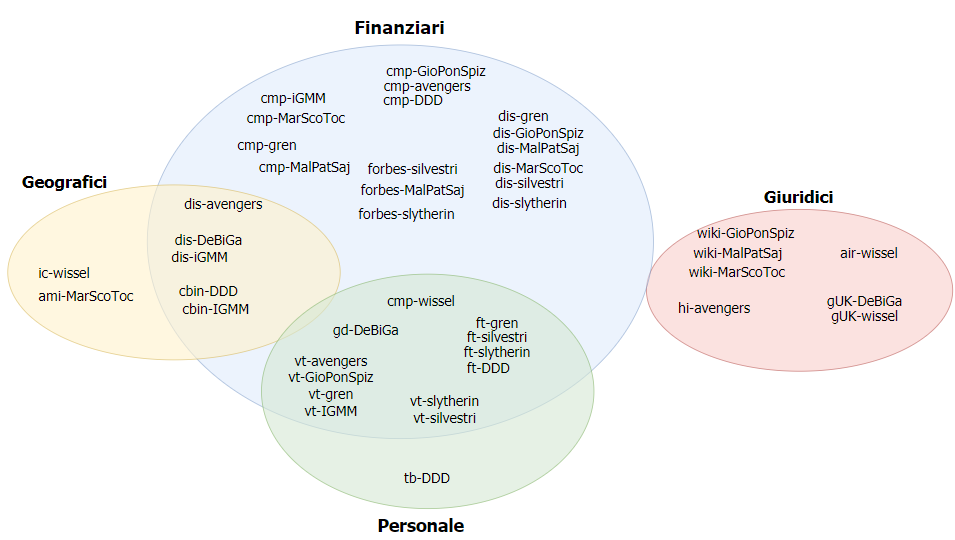 Finanziari
cmp-GioPonSpiz
cmp-avengers
cmp-DDD
cmp-iGMM
cmp-MarScoToc
cmp-gren
cmp-MalPatSaj
dis-gren
dis-GioPonSpiz
dis-MalPatSaj
dis-MarScoToc
dis-silvestri
dis-slytherin
forbes-silvestri
forbes-MalPatSaj
forbes-slytherin
Geografici
dis-avengers
dis-DeBiGa
dis-iGMM
cbin-DDD
cbin-IGMM
ic-wissel
ami-MarScoToc
Giuridici
wiki-GioPonSpiz
wiki-MalPatSaj
wiki-MarScoToc
air-wissel
hi-avengers
gUK-DeBiGa
gUK-wissel
cmp-wissel
gd-DeBiGa
ft-gren
ft-silvestri
ft-slytherin
ft-DDD
vt-avengers
vt-GioPonSpiz
vt-gren
vt-IGMM
vt-slytherin
vt-silvestri
tb-DDD
Personale